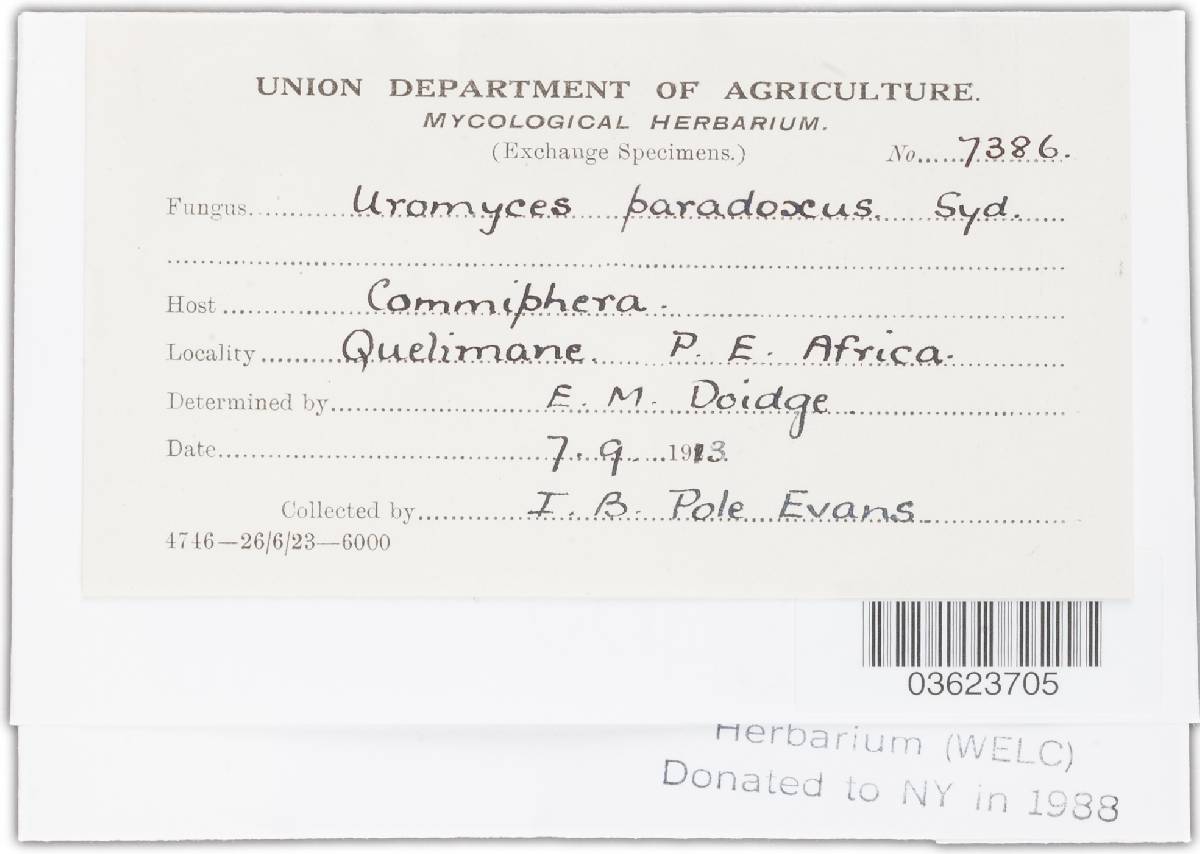 UNION DEPARTMENT OF AGRICULTURE.
MYCOLOGICAL HERBARIUM.
(Exchange Specimens.)
No. 7386.
Fungus Uromyces paradoxus. Syd.
Host Commiphera.
Locality Quelimane. P. E. Africa.
Determined by E. M. Doidge
Date 7. 9. 1913.
Collected by I. B. Pole Evans
4746—26/6/23—6000
03623705
Herbarium (WELC)
Donated to NY in 1988